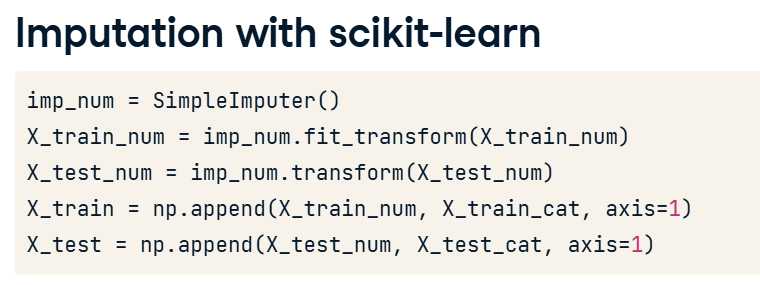 Imputation with scikit-learn
imp_num = SimpleImputer()
X_train_num = imp_num.fit_transform(X_train_num)
X_test_num = imp_num.transform(X_test_num)
X_train = np.append(X_train_num, X_train_cat, axis=1)
X_test = np.append(X_test_num, X_test_cat, axis=1)